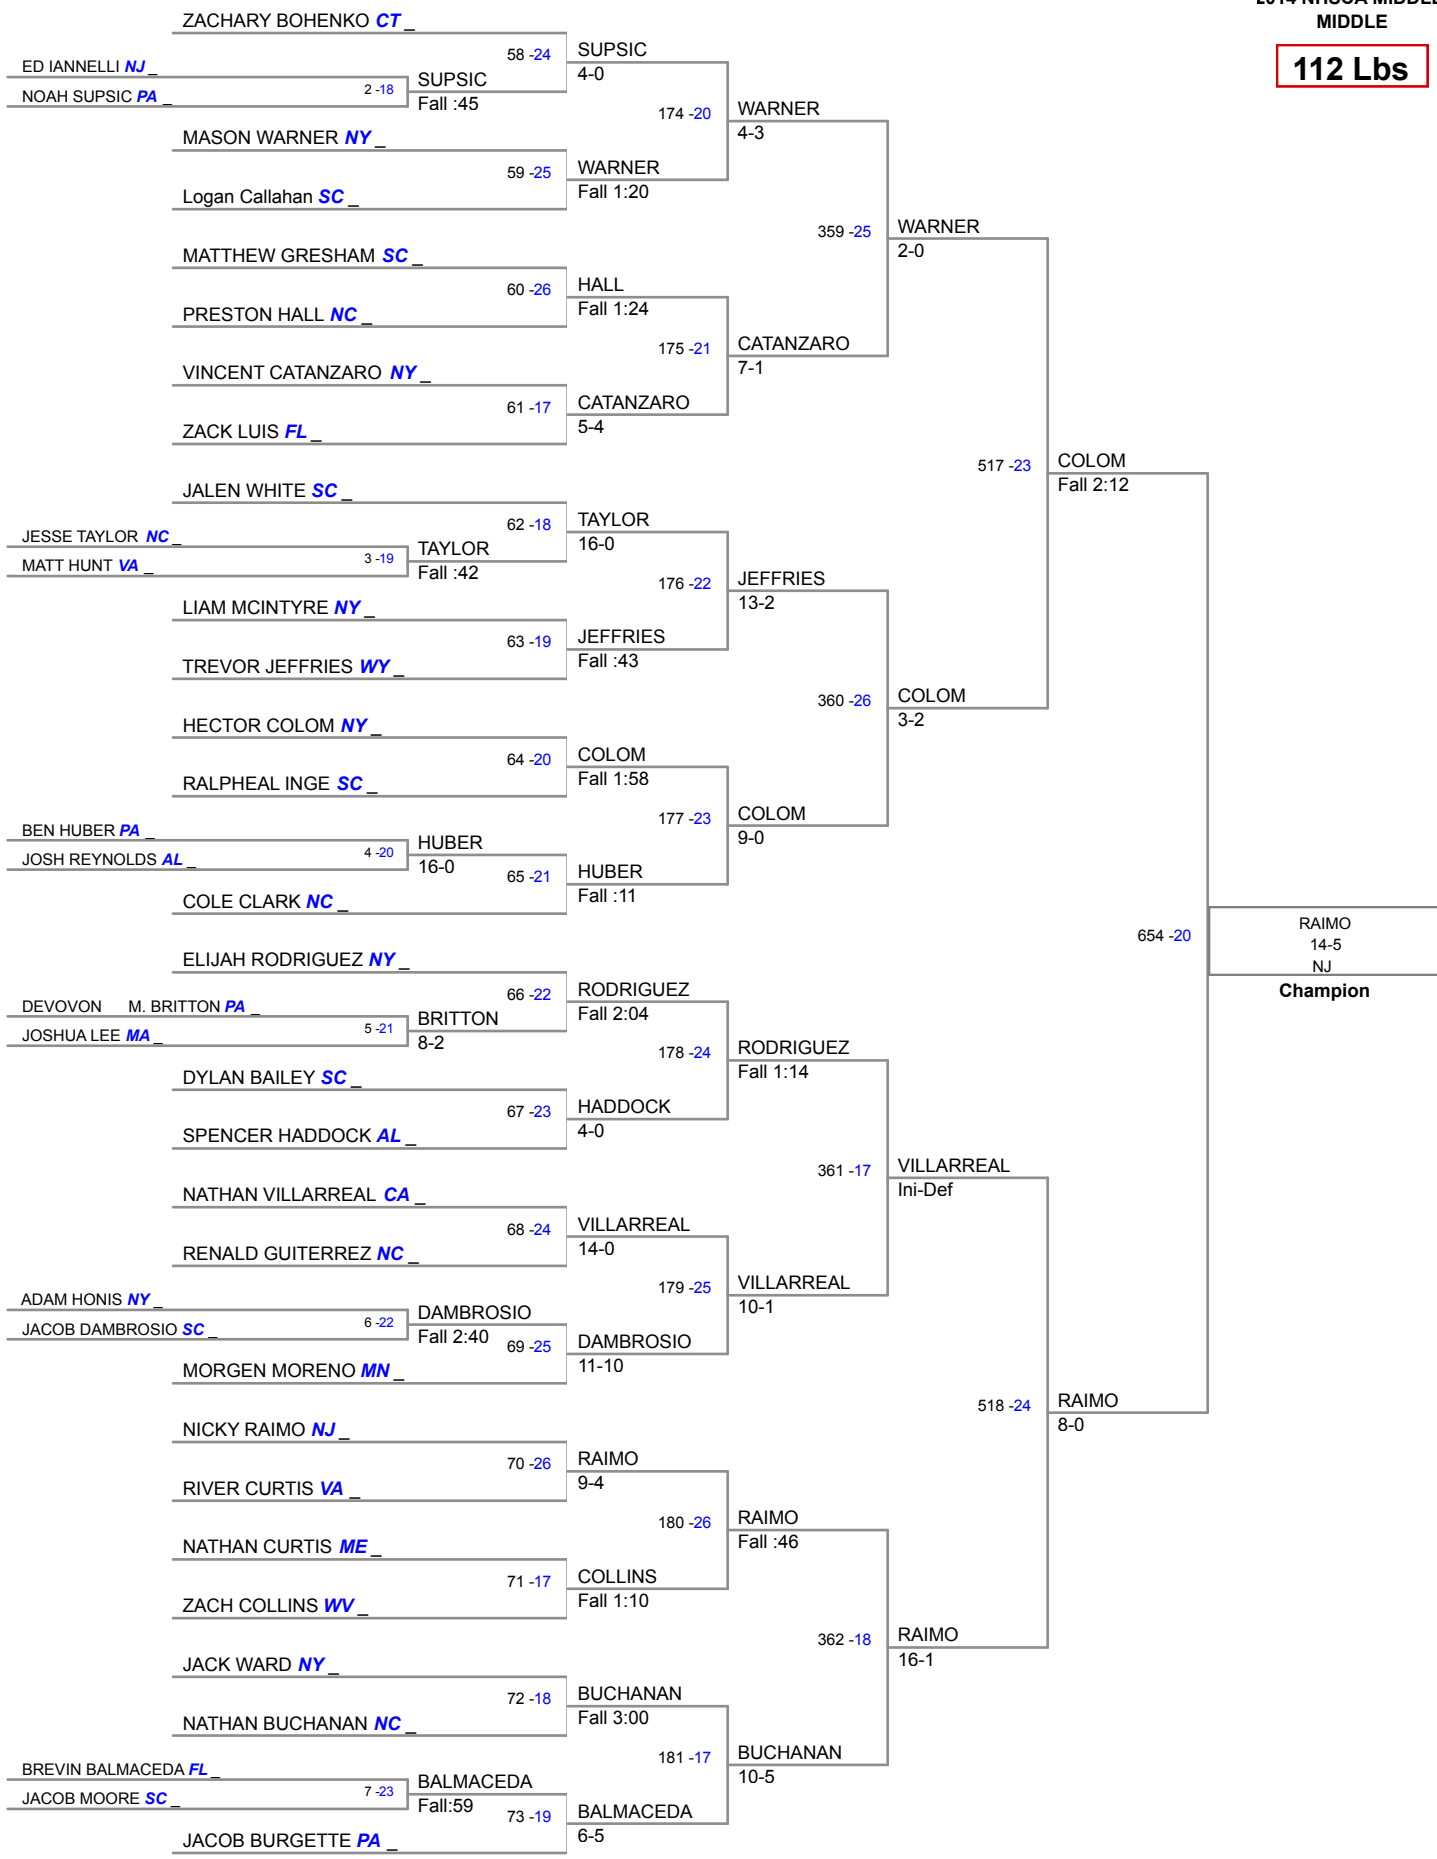 2014 NHSCA MIDDLE
MIDDLE
112 Lbs
ZACHARY BOHENKO CT _
58 -24
SUPSIC
4-0
ED IANNELLI NJ _
NOAH SUPSIC PA _
2 -18
SUPSIC
Fall :45
174 -20
WARNER
4-3
MASON WARNER NY _
59 -25
WARNER
Fall 1:20
Logan Callahan SC _
359 -25
WARNER
2-0
MATTHEW GRESHAM SC _
60 -26
HALL
Fall 1:24
PRESTON HALL NC _
175 -21
CATANZARO
7-1
VINCENT CATANZARO NY _
61 -17
CATANZARO
5-4
ZACK LUIS FL _
517 -23
COLOM
Fall 2:12
JALEN WHITE SC _
62 -18
TAYLOR
16-0
JESSE TAYLOR NC _
MATT HUNT VA _
3 -19
TAYLOR
Fall :42
176 -22
JEFFRIES
13-2
LIAM MCINTYRE NY _
63 -19
JEFFRIES
Fall :43
TREVOR JEFFRIES WY _
360 -26
COLOM
3-2
HECTOR COLOM NY _
64 -20
COLOM
Fall 1:58
RALPHEAL INGE SC _
177 -23
COLOM
9-0
BEN HUBER PA _
JOSH REYNOLDS AL _
4 -20
HUBER
16-0
65 -21
HUBER
Fall :11
COLE CLARK NC _
654 -20
RAIMO
14-5
NJ
Champion
ELIJAH RODRIGUEZ NY _
66 -22
RODRIGUEZ
Fall 2:04
DEVOVON M. BRITTON PA _
JOSHUA LEE MA _
5 -21
BRITTON
8-2
178 -24
RODRIGUEZ
Fall 1:14
DYLAN BAILEY SC _
67 -23
HADDOCK
4-0
SPENCER HADDOCK AL _
361 -17
VILLARREAL
Ini-Def
NATHAN VILLARREAL CA _
68 -24
VILLARREAL
14-0
RENALD GUITERREZ NC _
179 -25
VILLARREAL
10-1
ADAM HONIS NY _
JACOB DAMBROSIO SC _
6 -22
DAMBROSIO
Fall 2:40
69 -25
DAMBROSIO
11-10
MORGEN MORENO MN _
518 -24
RAIMO
8-0
NICKY RAIMO NJ _
70 -26
RAIMO
9-4
RIVER CURTIS VA _
180 -26
RAIMO
Fall :46
NATHAN CURTIS ME _
71 -17
COLLINS
Fall 1:10
ZACH COLLINS WV _
362 -18
RAIMO
16-1
JACK WARD NY _
72 -18
BUCHANAN
Fall 3:00
NATHAN BUCHANAN NC _
181 -17
BUCHANAN
10-5
BREVIN BALMACEDA FL _
JACOB MOORE SC _
7 -23
BALMACEDA
Fall:59
73 -19
BALMACEDA
6-5
JACOB BURGETTE PA _